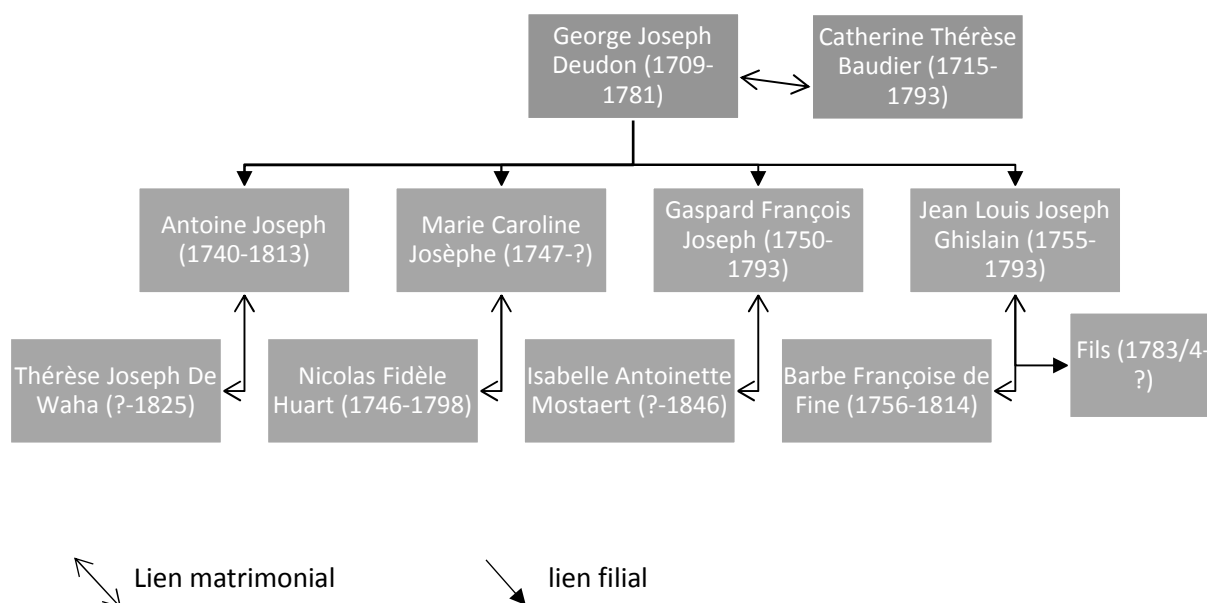 George Joseph
Deudon (1709-
1781)
Catherine Thérèse
Baudier (1715-
1793)
Antoine Joseph
(1740-1813)
Marie Caroline
Josèphe (1747-?)
Gaspard François
Joseph (1750-
1793)
Jean Louis Joseph
Ghislain (1755-
1793)
Thérèse Joseph De
Waha (?-1825)
Nicolas Fidèle
Huart (1746-1798)
Isabelle Antoinette
Mostaert (?-1846)
Barbe Françoise de
Fine (1756-1814)
Fils (1783/4-
?)
Lien matrimonial
lien filial